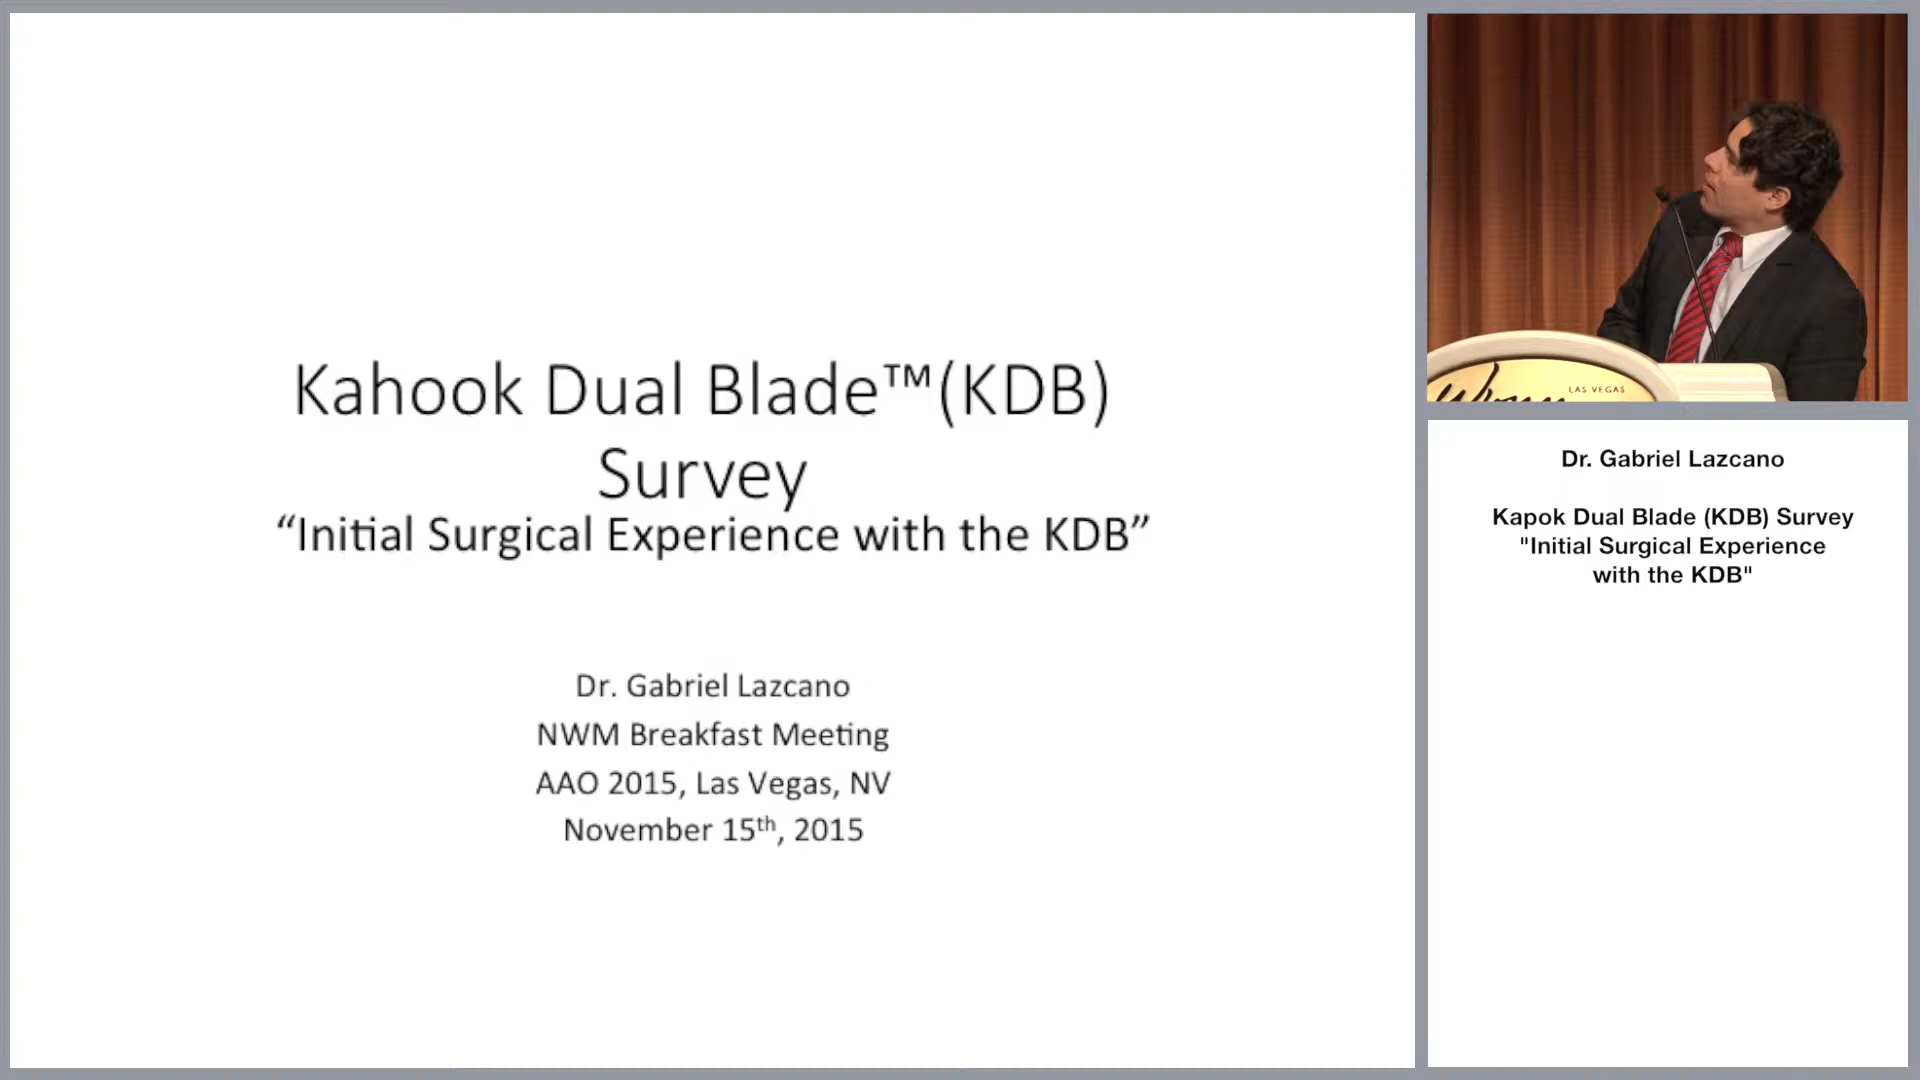 Kahook Dual Blade™(KDB)
Survey
“Initial Surgical Experience with the KDB”
Dr. Gabriel Lazcano
NWM Breakfast Meeting
AAO 2015, Las Vegas, NV
November 15th, 2015
LAS VEGAS
Dr. Gabriel Lazcano
Kapok Dual Blade (KDB) Survey
"Initial Surgical Experience
with the KDB"